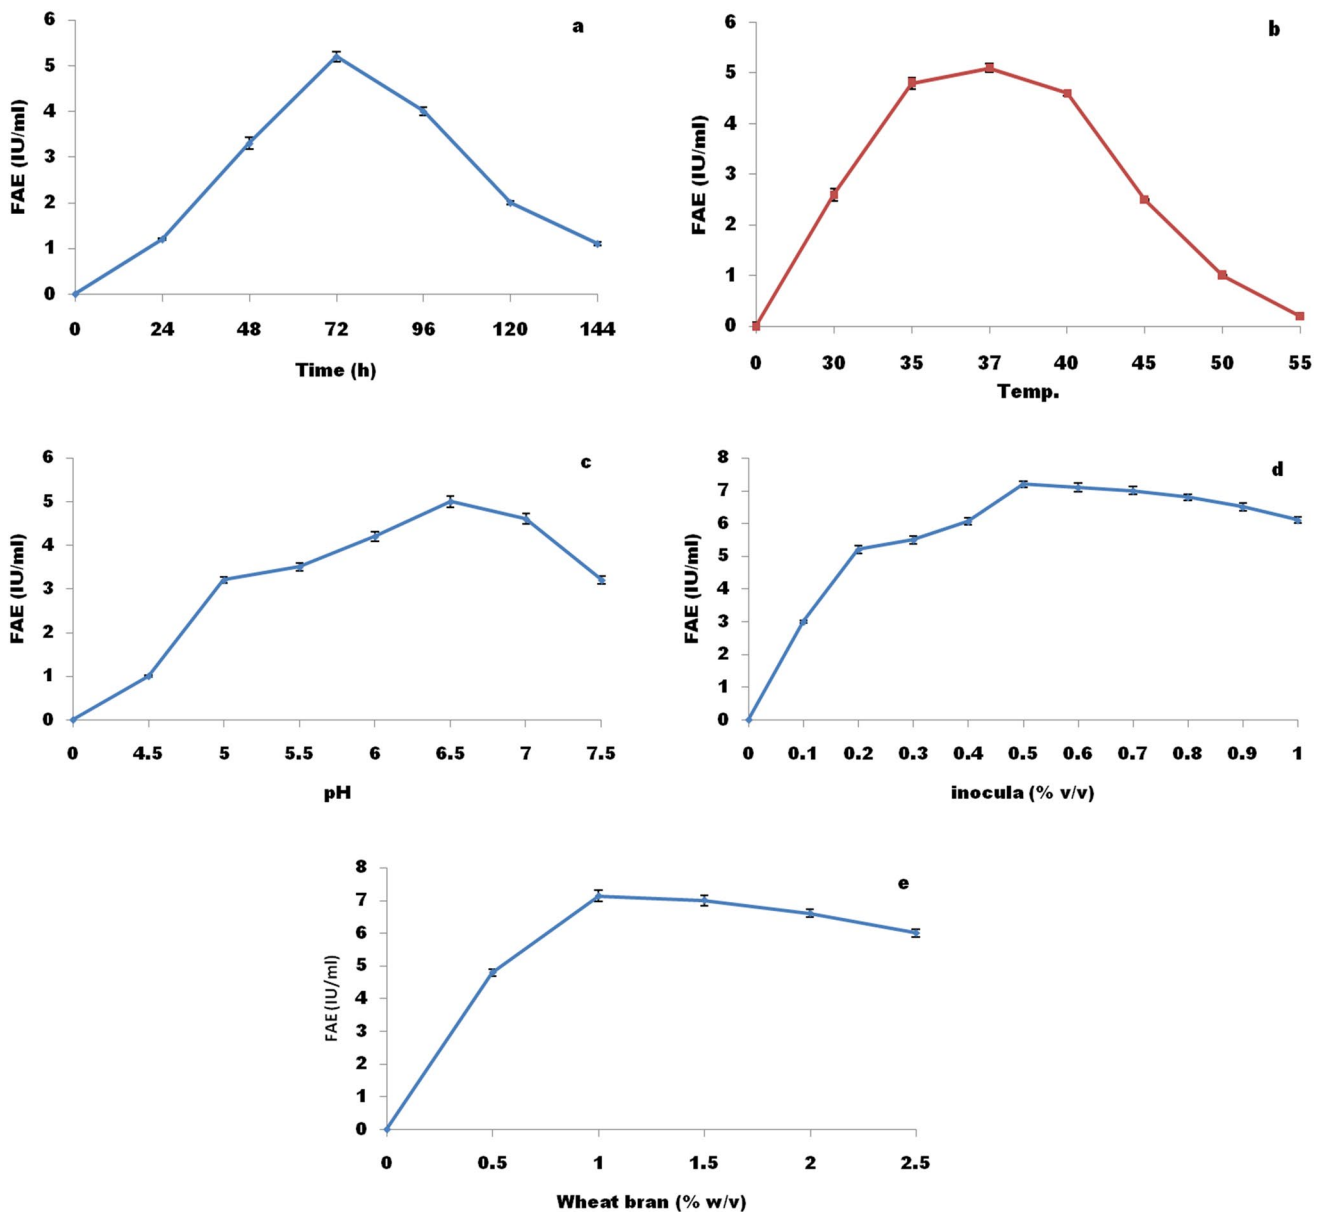 a
6
5
4
3
2
1
0
FAE (IU/ml)
0 24 48 72 96 120 144
Time (h)
b
6
5
4
3
2
1
0
FAE (IU/ml)
0 30 35 37 40 45 50 55
Temp.
c
6
5
4
3
2
1
0
FAE (IU/ml)
0 4.5 5 5.5 6 6.5 7 7.5
pH
d
8
7
6
5
4
3
2
1
0
FAE (IU/ml)
0 0.1 0.2 0.3 0.4 0.5 0.6 0.7 0.8 0.9 1
inocula (% v/v)
e
8
7
6
5
4
3
2
1
0
FAE (IU/ml)
0 0.5 1 1.5 2 2.5
Wheat bran (% w/v)